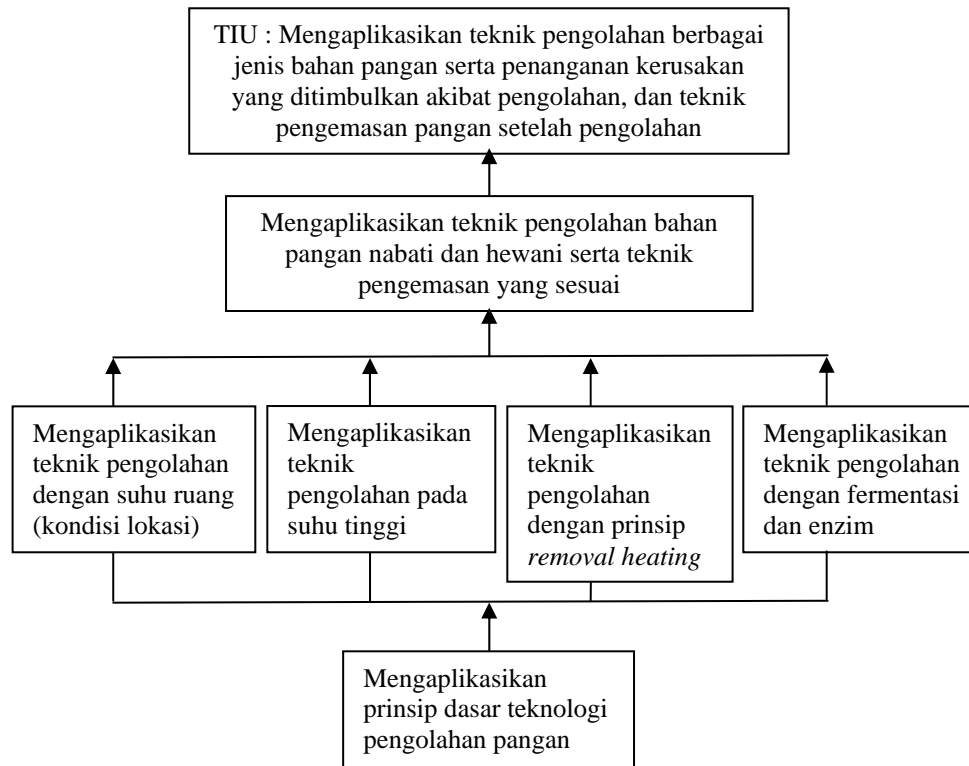 TIU : Mengaplikasikan teknik pengolahan berbagai
jenis bahan pangan serta penanganan kerusakan
yang ditimbulkan akibat pengolahan, dan teknik
pengemasan pangan setelah pengolahan
Mengaplikasikan teknik pengolahan bahan
pangan nabati dan hewani serta teknik
pengemasan yang sesuai
Mengaplikasikan
teknik pengolahan
dengan suhu ruang
(kondisi lokasi)
Mengaplikasikan
teknik
pengolahan pada
suhu tinggi
Mengaplikasikan
teknik
pengolahan
dengan prinsip
removal heating
Mengaplikasikan
teknik pengolahan
dengan fermentasi
dan enzim
Mengaplikasikan
prinsip dasar teknologi
pengolahan pangan